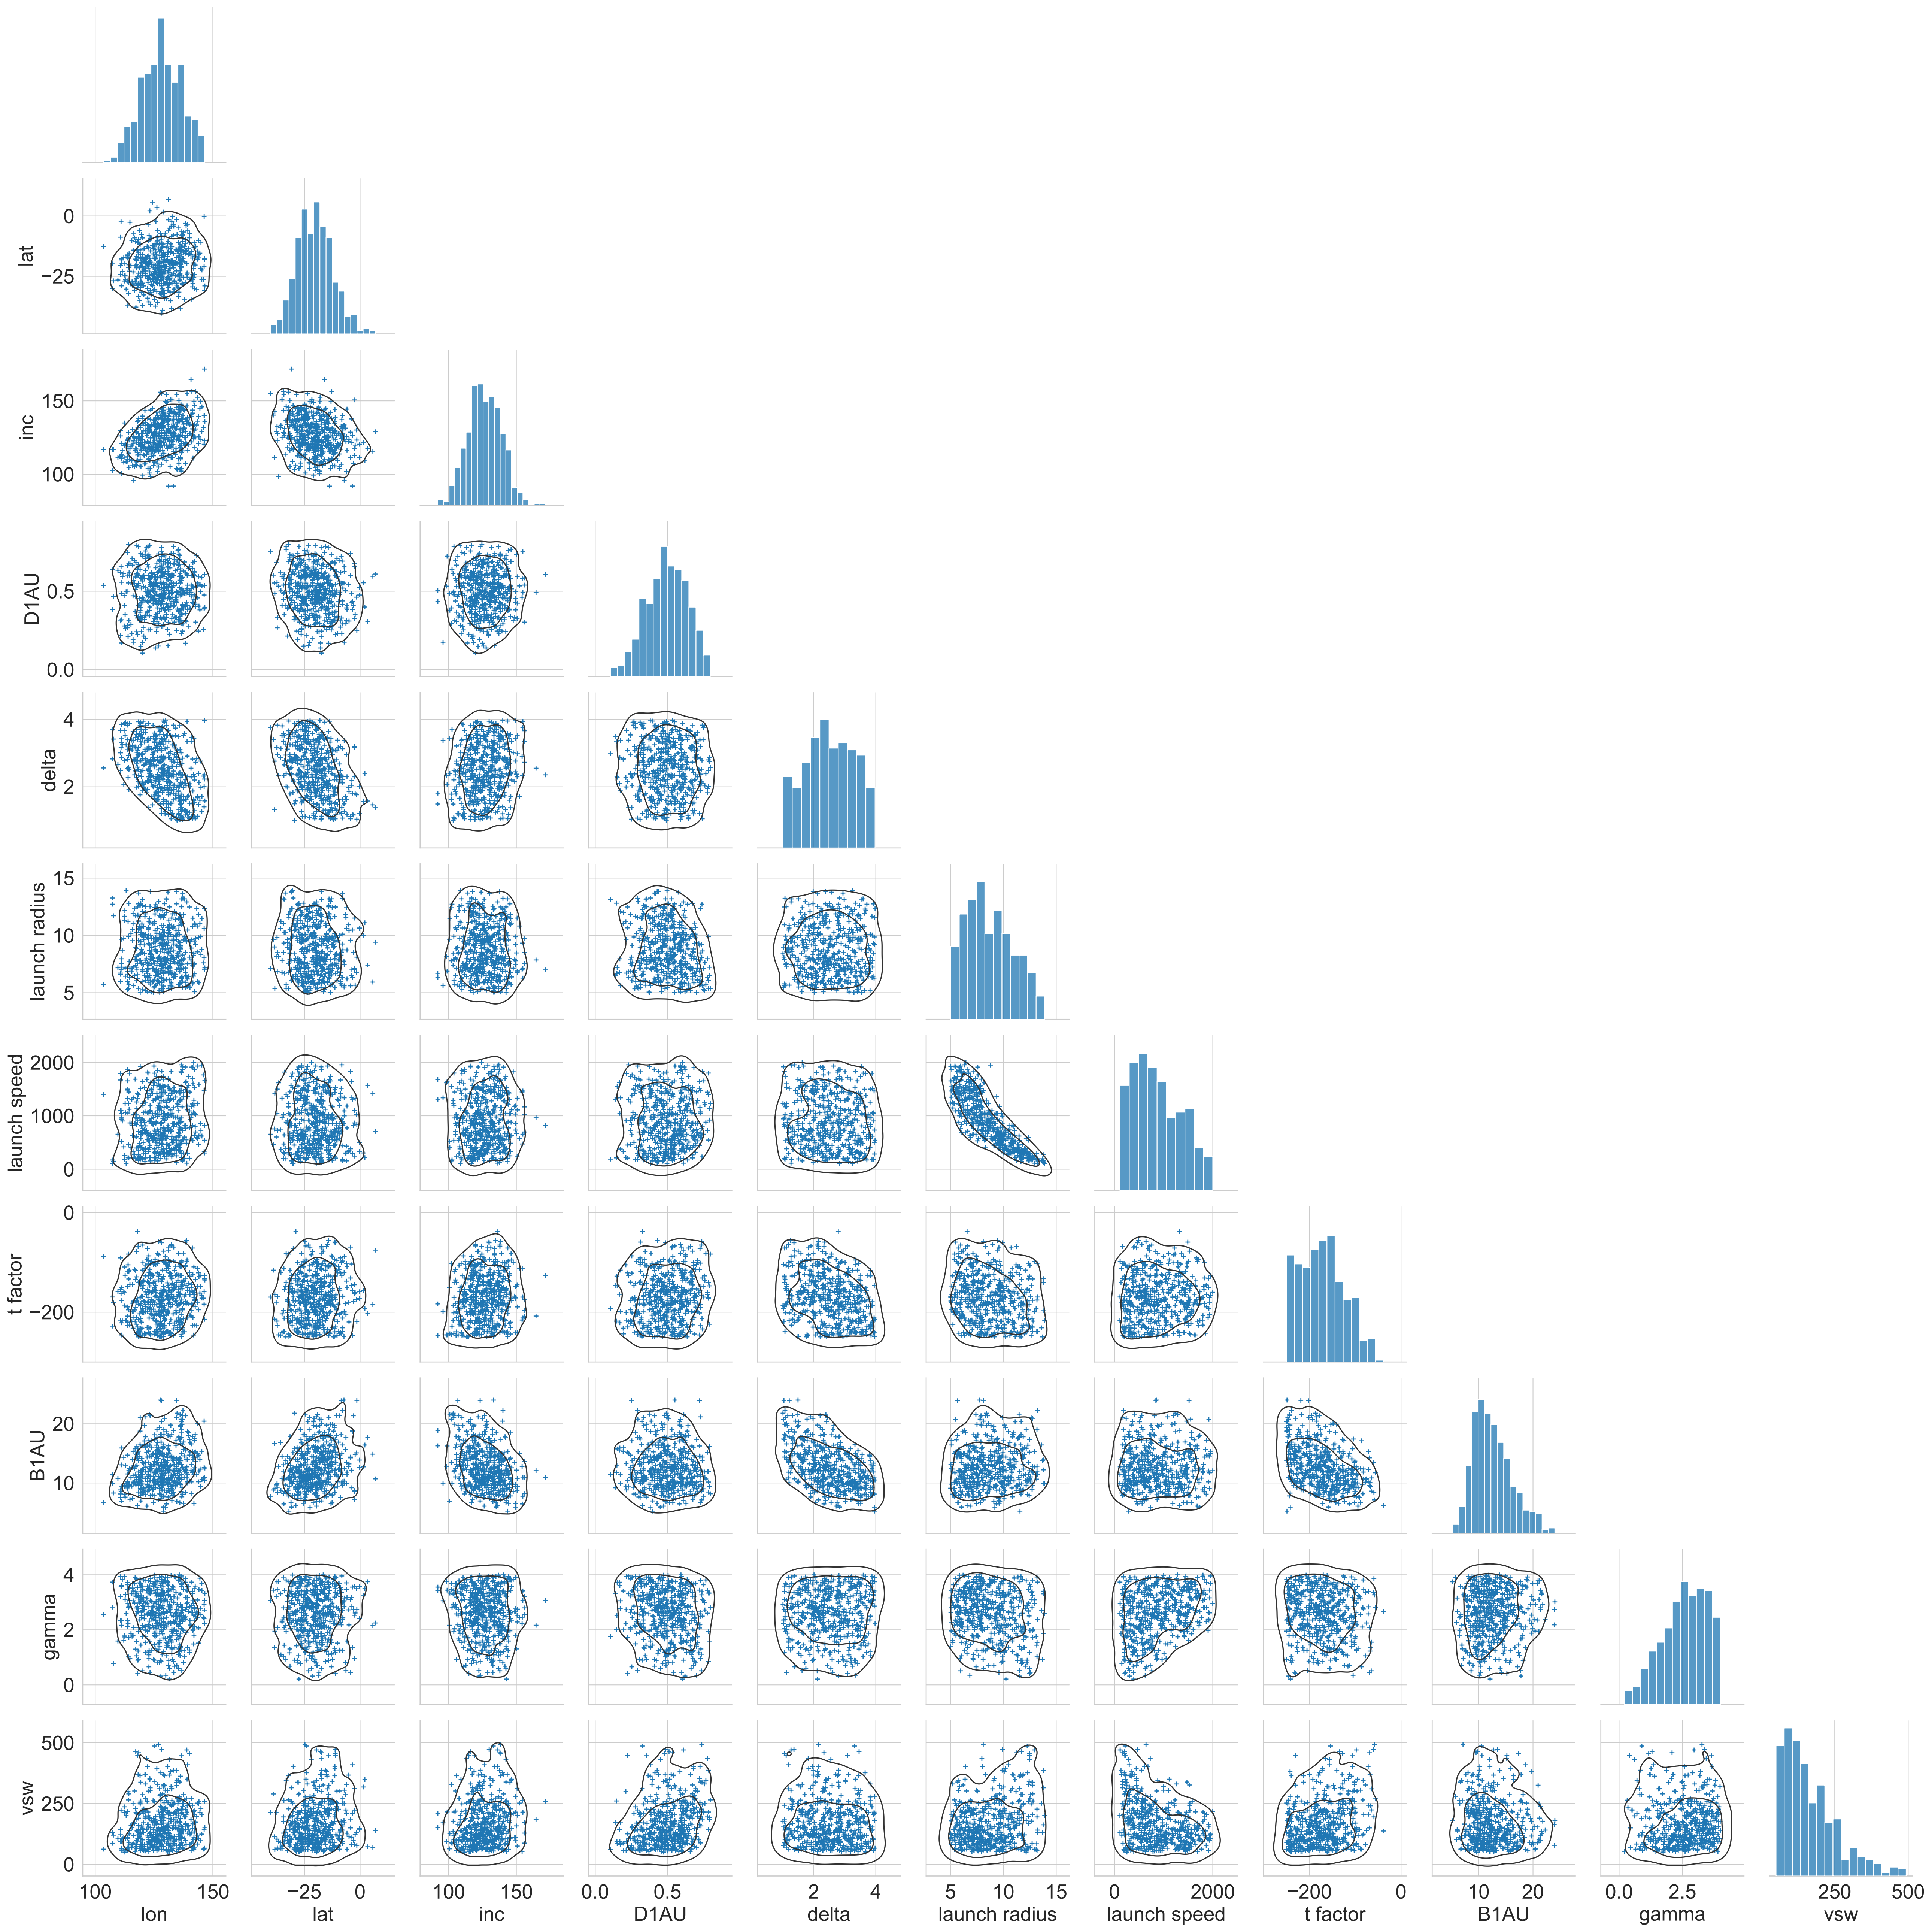 0
lat
−25
150
inc
100
0.5
D1AU
0.0
4
delta
2
15
launch radius
10
5
2000
launch speed
1000
0
0
t factor
−200
20
B1AU
10
4
gamma
2
0
500
vsw
250
0
100 150 −25 0 100 150 0.0 0.5 2 4 5 10 15 0 2000 −200 0 10 20 0.0 2.5 250 500
lon lat inc D1AU delta launch radius launch speed t factor B1AU gamma vsw